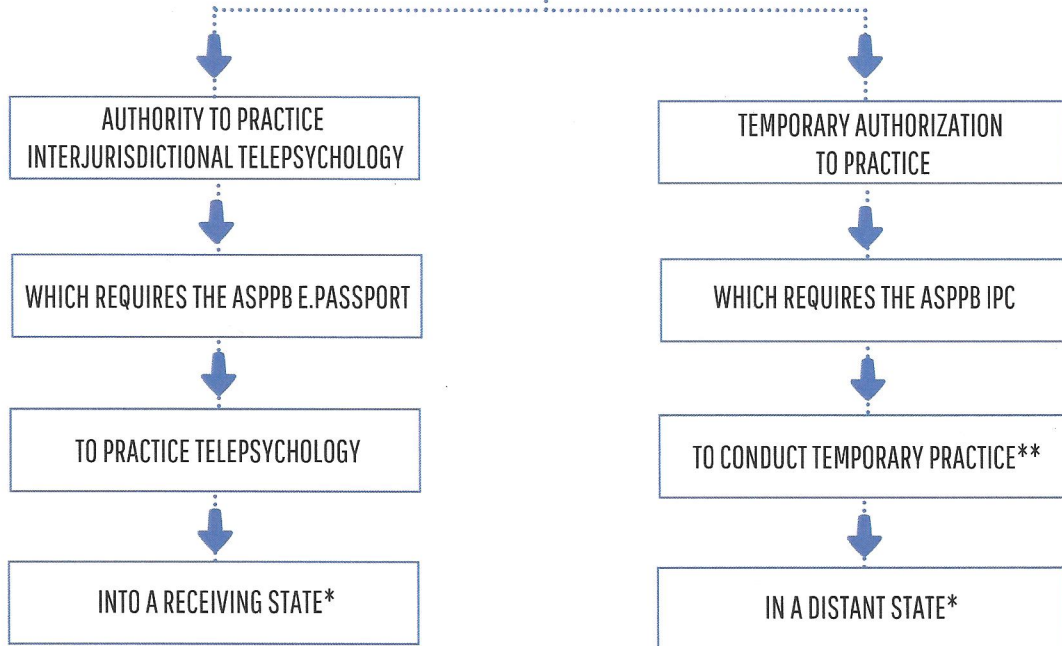 AUTHORITY TO PRACTICE
INTERJURISDICTIONAL TELEPSYCHOLOGY
WHICH REQUIRES THE ASPPB E.PASSPORT
TO PRACTICE TELEPSYCHOLOGY
INTO A RECEIVING STATE*
TEMPORARY AUTHORIZATION
TO PRACTICE
WHICH REQUIRES THE ASPPB IPC
TO CONDUCT TEMPORARY PRACTICE**
IN A DISTANT STATE*